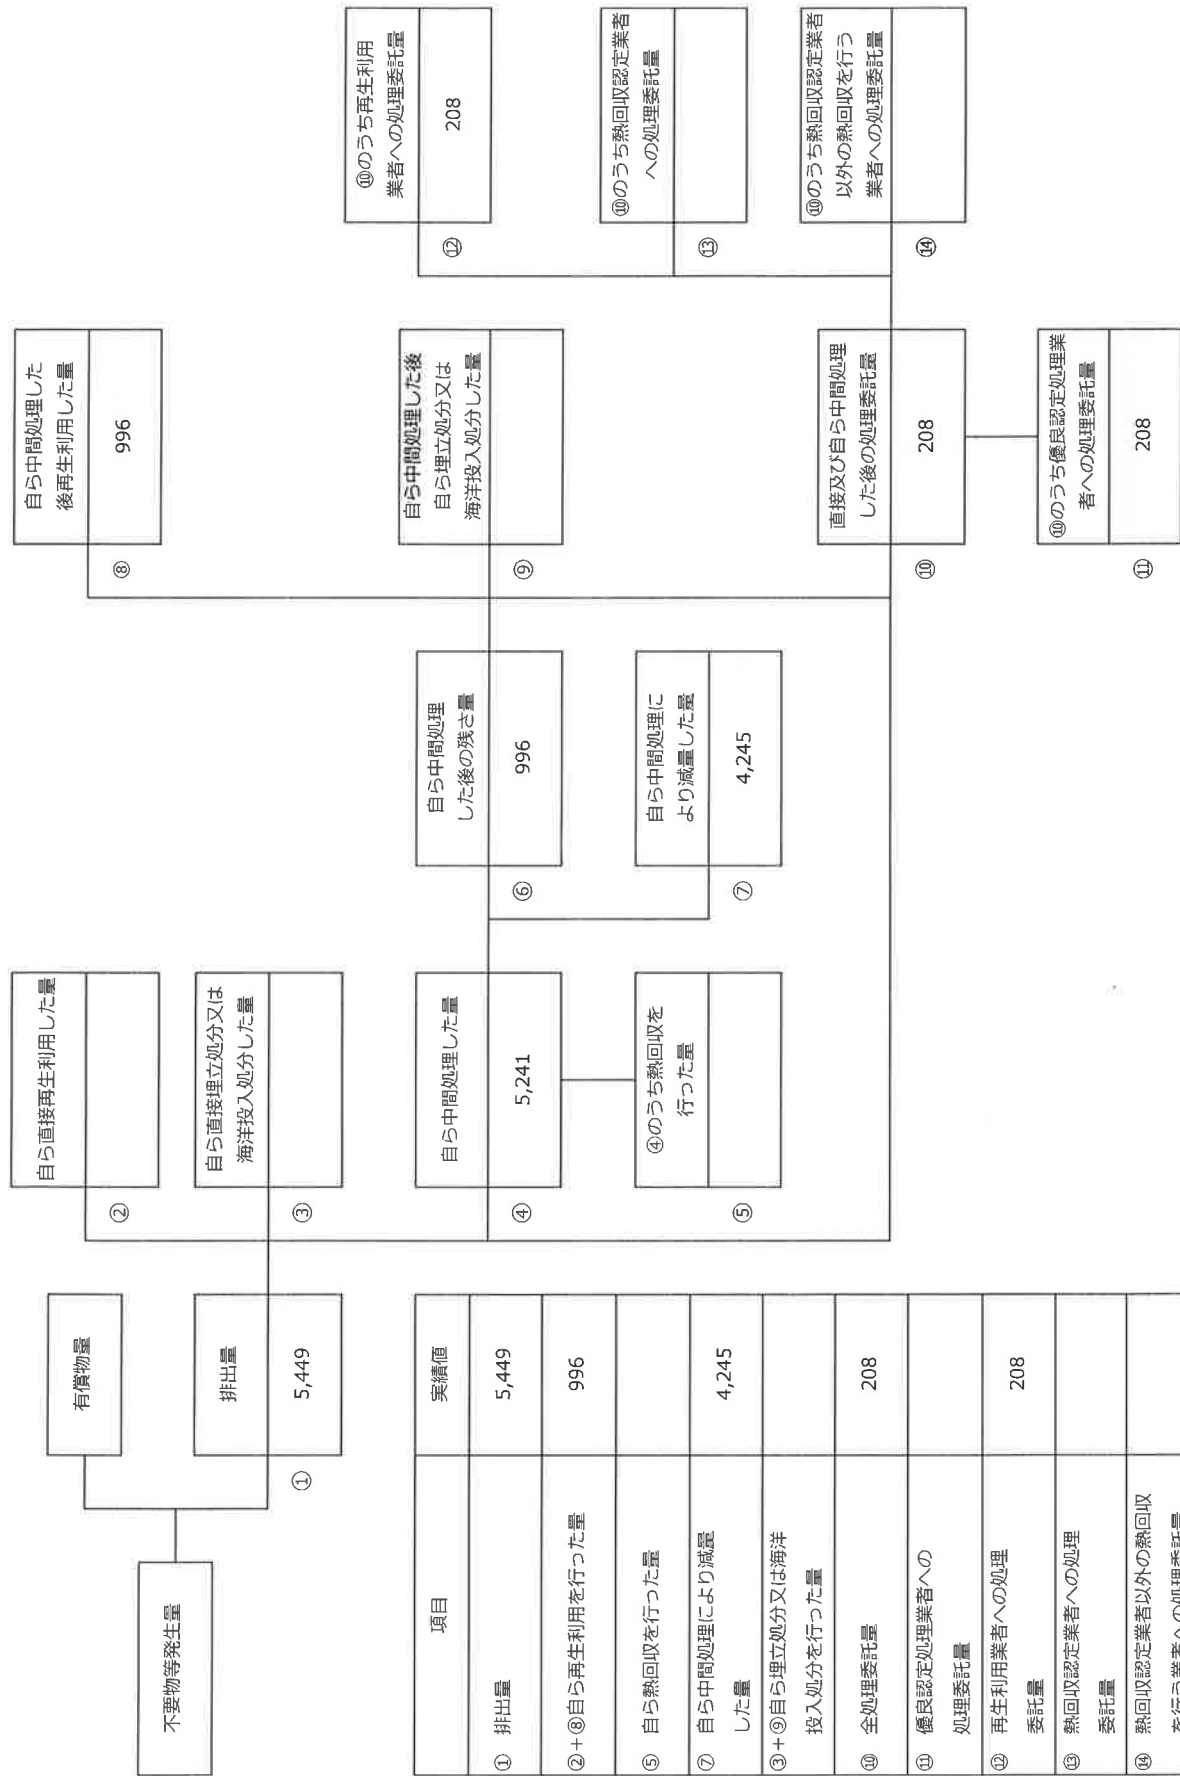 不要物等発生量
有償物量
排出量
5,449
①
自ら直接再生利用した量
②
自ら直接埋立処分又は
海洋投入処分した量
③
自ら中間処理した量
5,241
④
④のうち熱回収を
行った量
⑤
自ら中間処理
した後の残さ量
996
⑥
自ら中間処理に
より減量した量
4,245
⑦
自ら中間処理した
後再生利用した量
996
⑧
自ら中間処理した後
自ら埋立処分又は
海洋投入処分した量
⑨
直接及び自ら中間処理
した後の処理委託量
208
⑩
⑩のうち優良認定処理業
者への処理委託量
208
⑪
⑩のうち再生利用
業者への処理委託量
208
⑫
⑩のうち熱回収認定業者
への処理委託量
⑬
⑩のうち熱回収認定業者
以外の熱回収を行う
業者への処理委託量
⑭
項目 実績値
① 排出量 5,449
②+⑧自ら再生利用を行った量 996
⑤ 自ら熱回収を行った量
⑦ 自ら中間処理により減量 4,245
した量
③+⑨自ら埋立処分又は海洋
投入処分を行った量
⑩ 全処理委託量 208
⑪ 優良認定処理業者への
処理委託量
⑫ 再生利用業者への処理 208
委託量
⑬ 熱回収認定業者への処理
委託量
⑭ 熱回収認定業者以外の熱回収
を行う業者への処理委託量